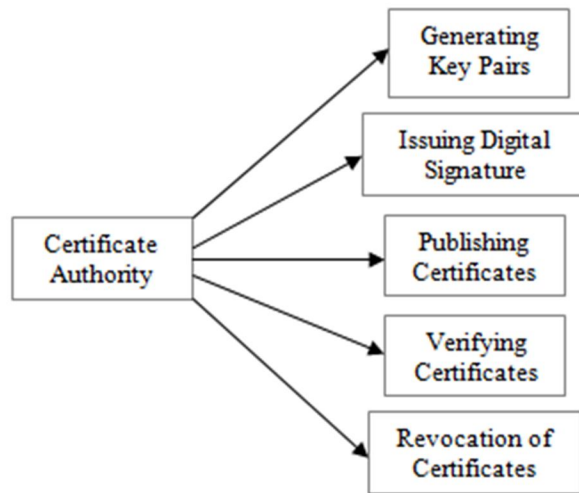 Generating
Key Pairs
Issuing Digital
Signature
Certificate
Authority
Publishing
Certificates
Verifying
Certificates
Revocation of
Certificates